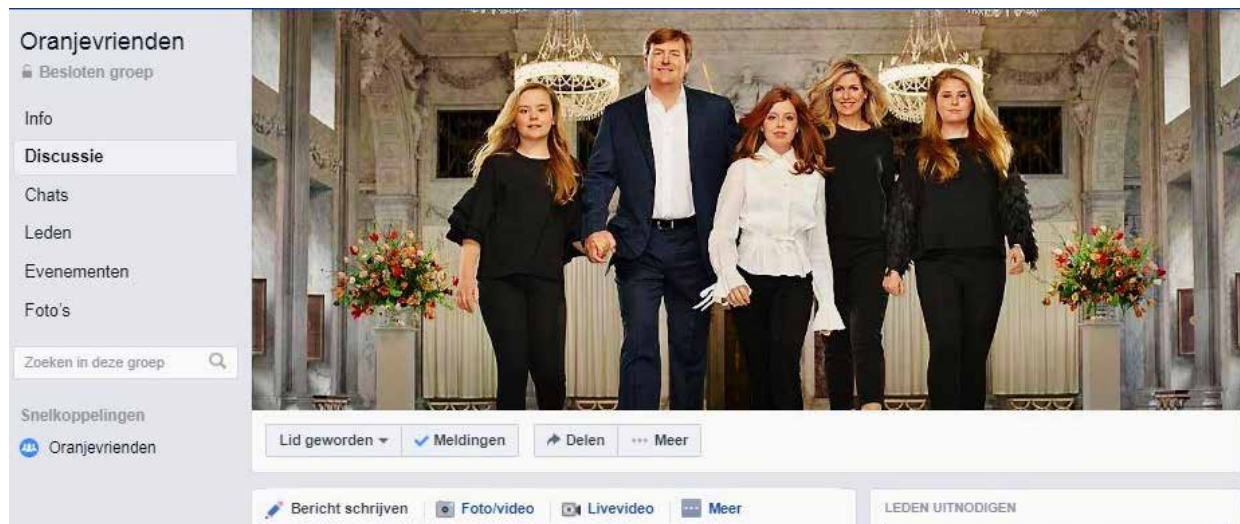 Oranjevrienden
Besloten groep
Info
Discussie
Chats
Leden
Evenementen
Foto's
Zoeken in deze groep
Snelkoppelingen
Oranjevrienden
Lid geworden
Meldingen
Delen
Meer
Bericht schrijven
Foto/video
Livevideo
Meer
LEDEN UITNODIGEN